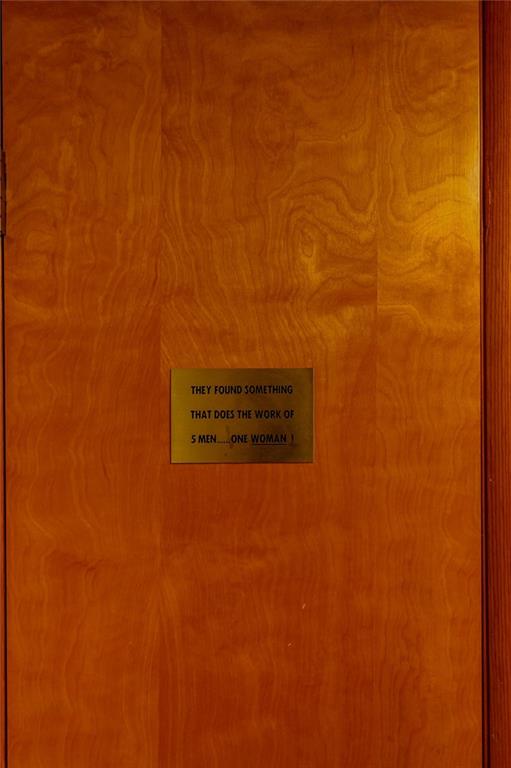 THEY FOUND SOMETHING
THAT DOES THE WORK OF
5 MEN.....ONE WOMAN !